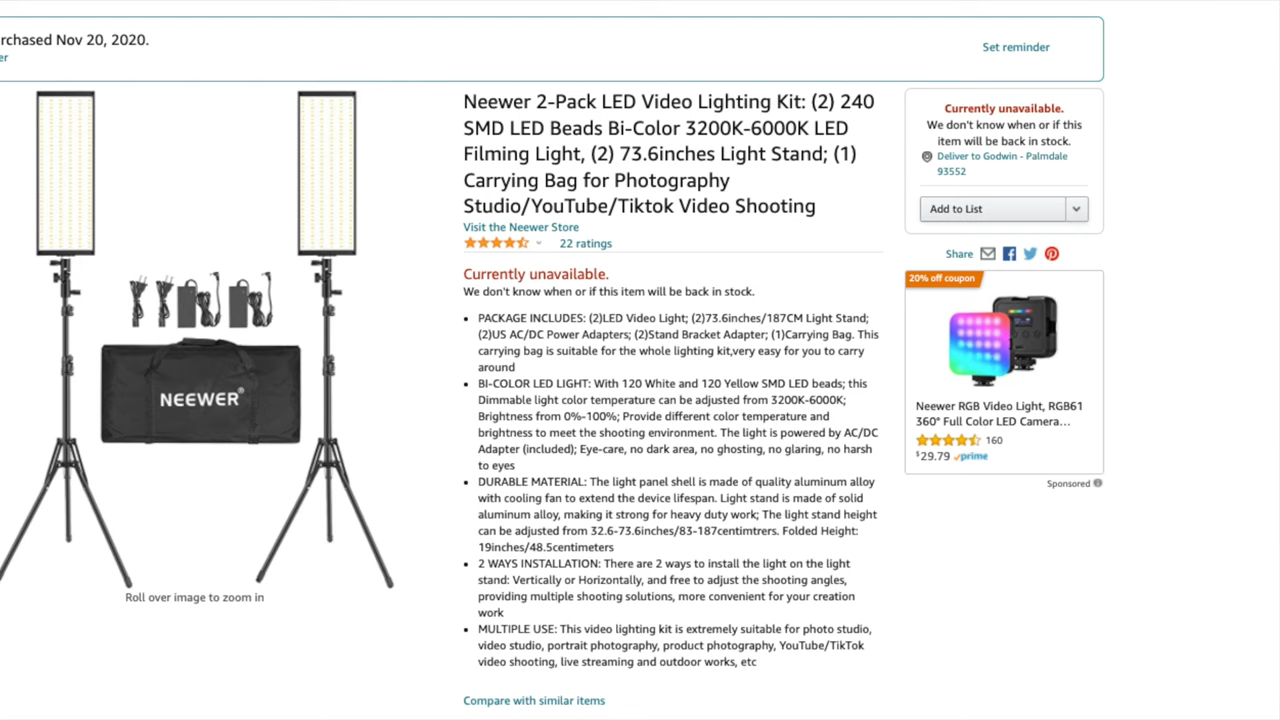 rchased Nov 20, 2020.
er
Set reminder
NEEWER®
Roll over image to zoom in
Neewer 2-Pack LED Video Lighting Kit: (2) 240
SMD LED Beads Bi-Color 3200K-6000K LED
Filming Light, (2) 73.6inches Light Stand; (1)
Carrying Bag for Photography
Studio/YouTube/Tiktok Video Shooting
Visit the Neewer Store
22 ratings
Currently unavailable.
We don't know when or if this item will be back in stock.
PACKAGE INCLUDES: (2)LED Video Light; (2)73.6inches/187CM Light Stand;
(2)US AC/DC Power Adapters; (2)Stand Bracket Adapter; (1)Carrying Bag. This
carrying bag is suitable for the whole lighting kit,very easy for you to carry
around
BI-COLOR LED LIGHT: With 120 White and 120 Yellow SMD LED beads; this
Dimmable light color temperature can be adjusted from 3200K-6000K;
Brightness from 0%-100%; Provide different color temperature and
brightness to meet the shooting environment. The light is powered by AC/DC
Adapter (included); Eye-care, no dark area, no ghosting, no glaring, no harsh
to eyes
DURABLE MATERIAL: The light panel shell is made of quality aluminum alloy
with cooling fan to extend the device lifespan. Light stand is made of solid
aluminum alloy, making it strong for heavy duty work; The light stand height
can be adjusted from 32.6-73.6inches/83-187centimtrers. Folded Height:
19inches/48.5centimeters
2 WAYS INSTALLATION: There are 2 ways to install the light on the light
stand: Vertically or Horizontally, and free to adjust the shooting angles,
providing multiple shooting solutions, more convenient for your creation
work
MULTIPLE USE: This video lighting kit is extremely suitable for photo studio,
video studio, portrait photography, product photography, YouTube/TikTok
video shooting, live streaming and outdoor works, etc
Compare with similar items
Currently unavailable.
We don't know when or if this
item will be back in stock.
Deliver to Godwin - Palmdale
93552
Add to List
Share
20% off coupon
Neewer RGB Video Light, RGB61
360° Full Color LED Camera…
160
$29.79 prime
Sponsored